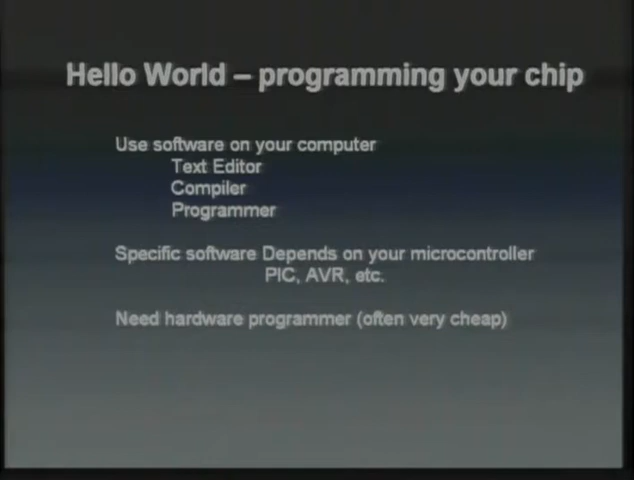 Hello World – programming your chip
Use software on your computer
Text Editor
Compiler
Programmer
Specific software Depends on your microcontroller
PIC, AVR, etc.
Need hardware programmer (often very cheap)